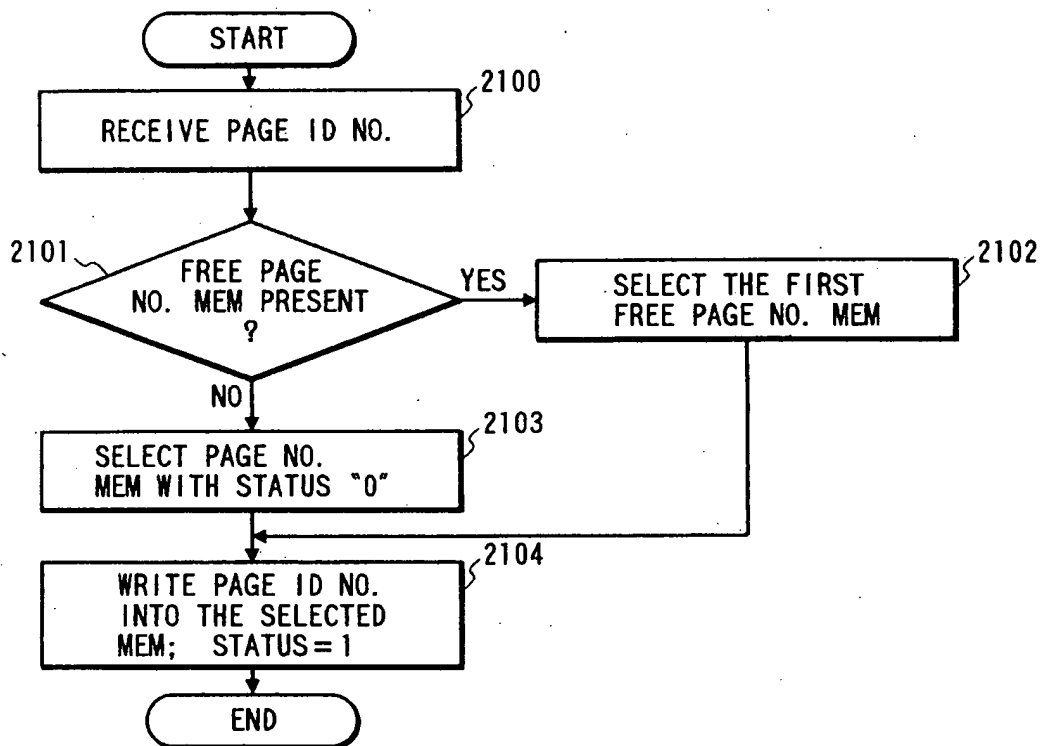 START
2100
RECEIVE PAGE ID NO.
2101
FREE PAGE
NO. MEM PRESENT
?
YES
2102
SELECT THE FIRST
FREE PAGE NO. MEM
NO
2103
SELECT PAGE NO.
MEM WITH STATUS "0"
2104
WRITE PAGE ID NO.
INTO THE SELECTED
MEM; STATUS=1
END